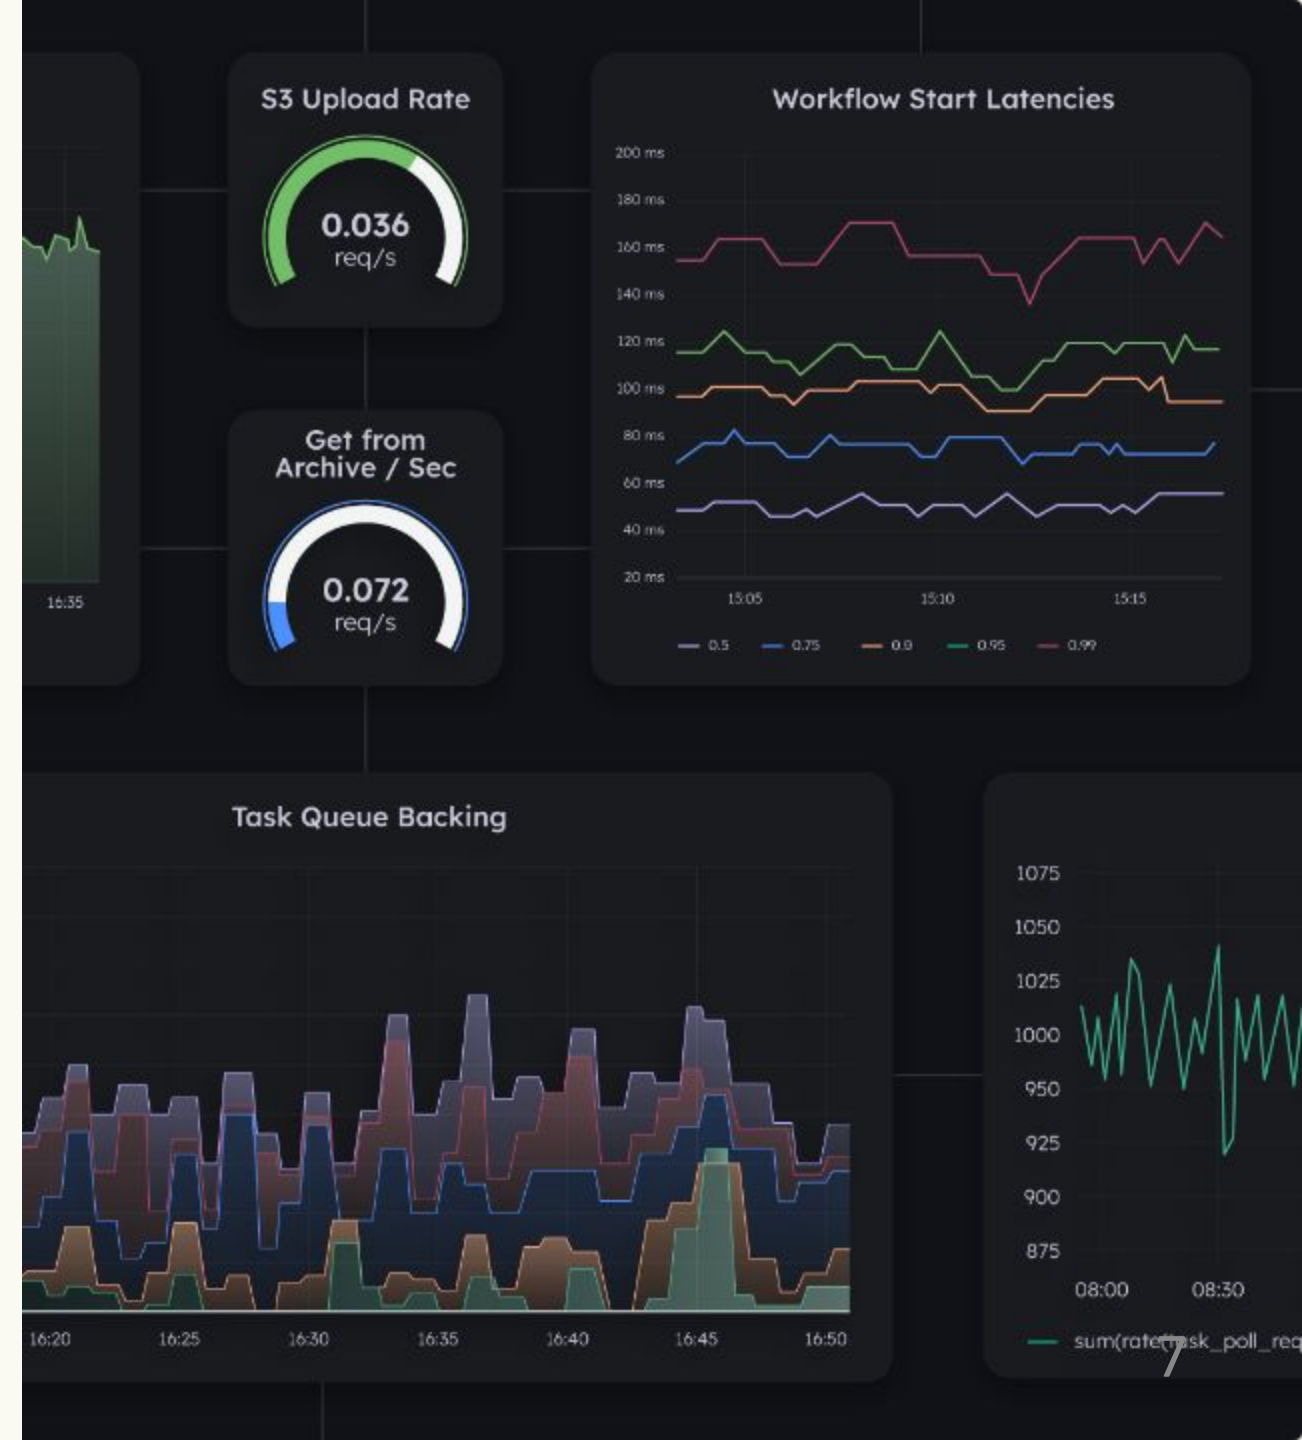 S3 Upload Rate
0.036
req/s
Get from
Archive / Sec
0.072
req/s
16:35
Workflow Start Latencies
200 ms
180 ms
160 ms
140 ms
120 ms
100 ms
80 ms
60 ms
40 ms
20 ms
15:05 15:10 15:15
0.5 0.75 0.9 0.95 0.99
Task Queue Backing
16:20 16:25 16:30 16:35 16:40 16:45 16:50
1075
1050
1025
1000
950
925
900
875
08:00 08:30
sum(rate(task_poll_req
7